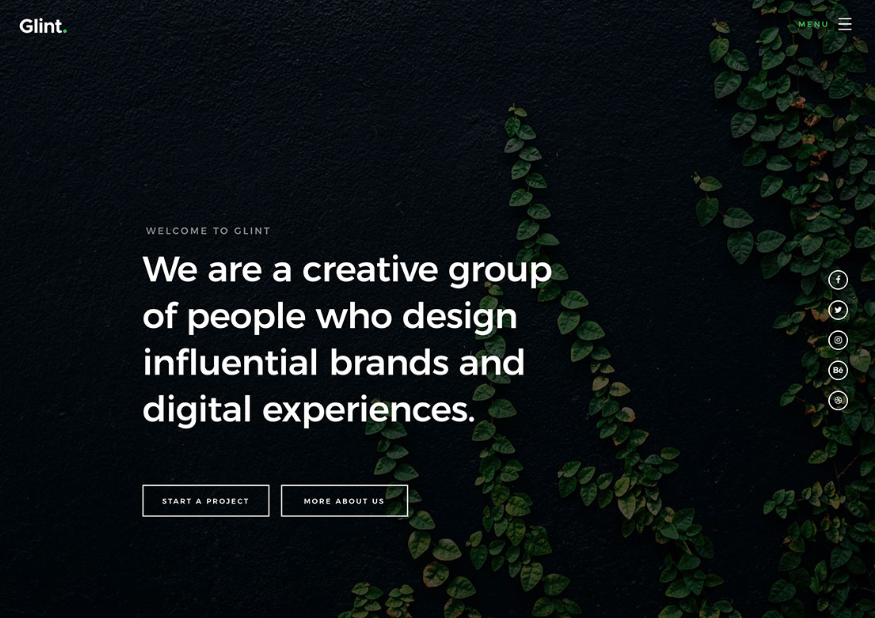 Glint.
MENU
WELCOME TO GLINT
We are a creative group
of people who design
influential brands and
digital experiences.
START A PROJECT
MORE ABOUT US
f
Bē